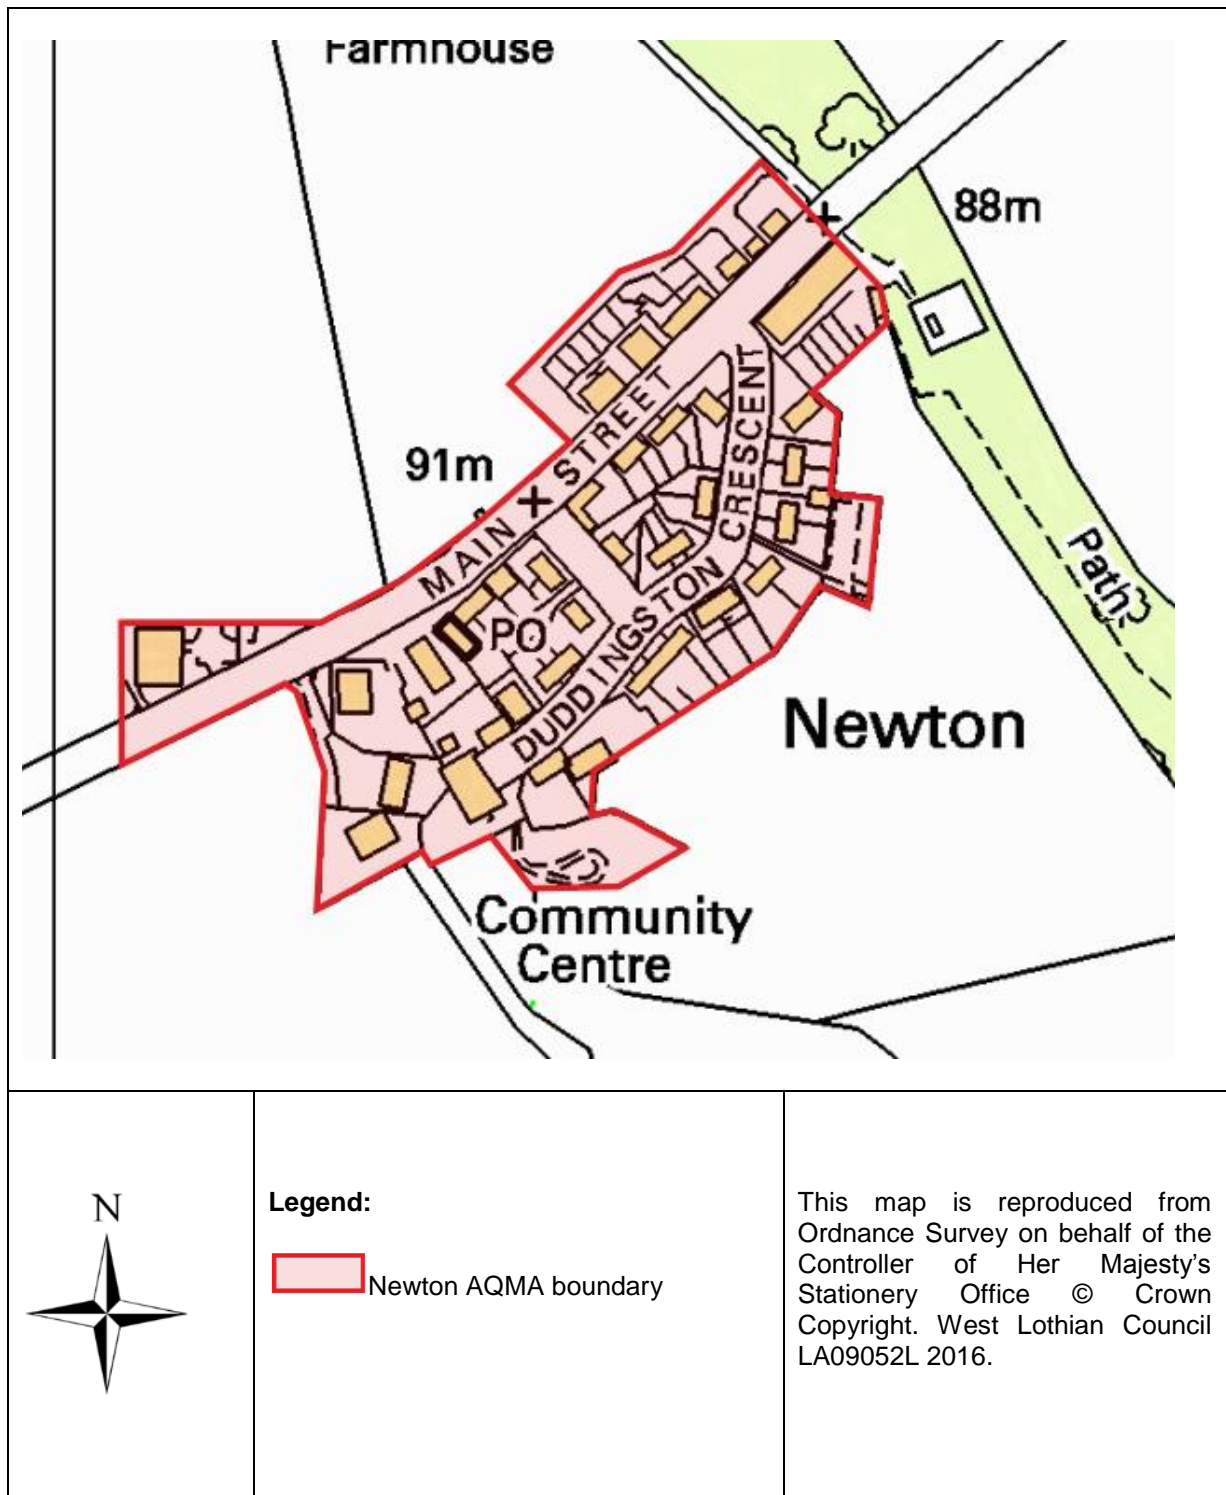 Farmhouse
88m
91m
MAIN STREET
DUDDINGSTON CRESCENT
PO
Path
Newton
Community
Centre
N
Legend:
Newton AQMA boundary
This map is reproduced from
Ordnance Survey on behalf of the
Controller of Her Majesty’s
Stationery Office © Crown
Copyright. West Lothian Council
LA09052L 2016.